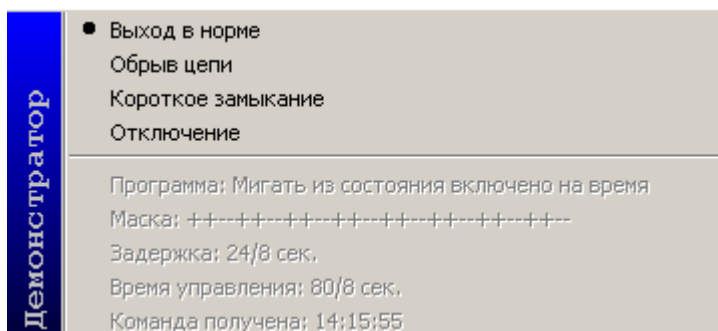 Демонстратор
Выход в норме
Обрыв цепи
Короткое замыкание
Отключение
Программа: Мигать из состояния включено на время
Маска: ++--++--++--++--++--++--++--++--
Задержка: 24/8 сек.
Время управления: 80/8 сек.
Команда получена: 14:15:55